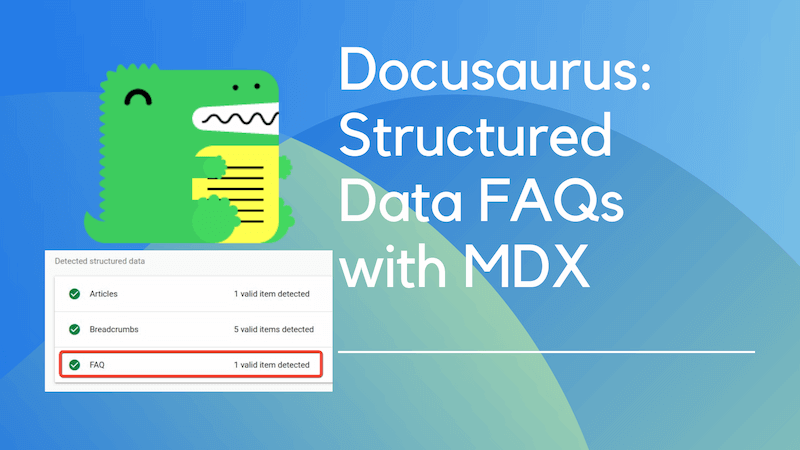 Docusaurus:
Structured
Data FAQs
with MDX
Detected structured data
Articles 1 valid item detected
Breadcrumbs 5 valid items detected
FAQ 1 valid item detected